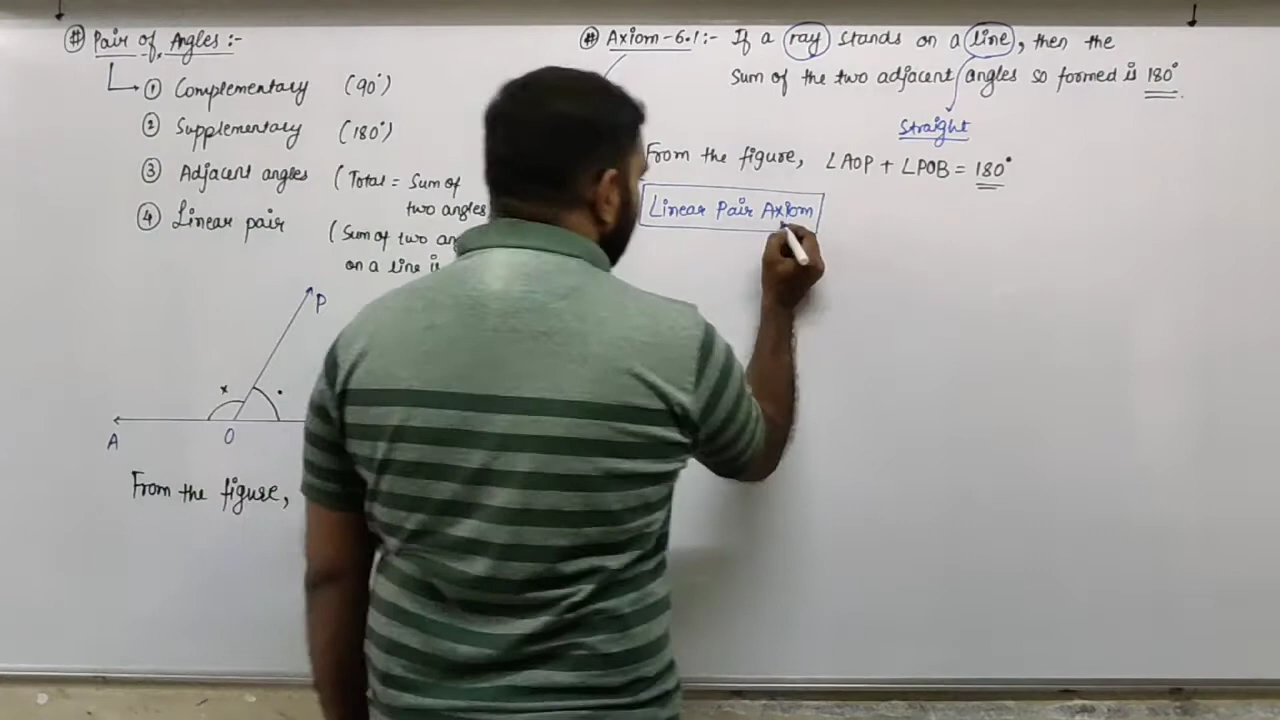 # Pair of Angles :-
① Complementary (90°)
② Supplementary (180°)
③ Adjacent angles (Total = Sum of
two angles
④ Linear pair (Sum of two
on a line is
P
x
A
O
From the figure,
# Axiom-6.1:- If a ray stands on a line, then the
Sum of the two adjacent angles so formed is 180°.
Straight
From the figure, ∠AOP + ∠POB = 180°
Linear Pair Axiom